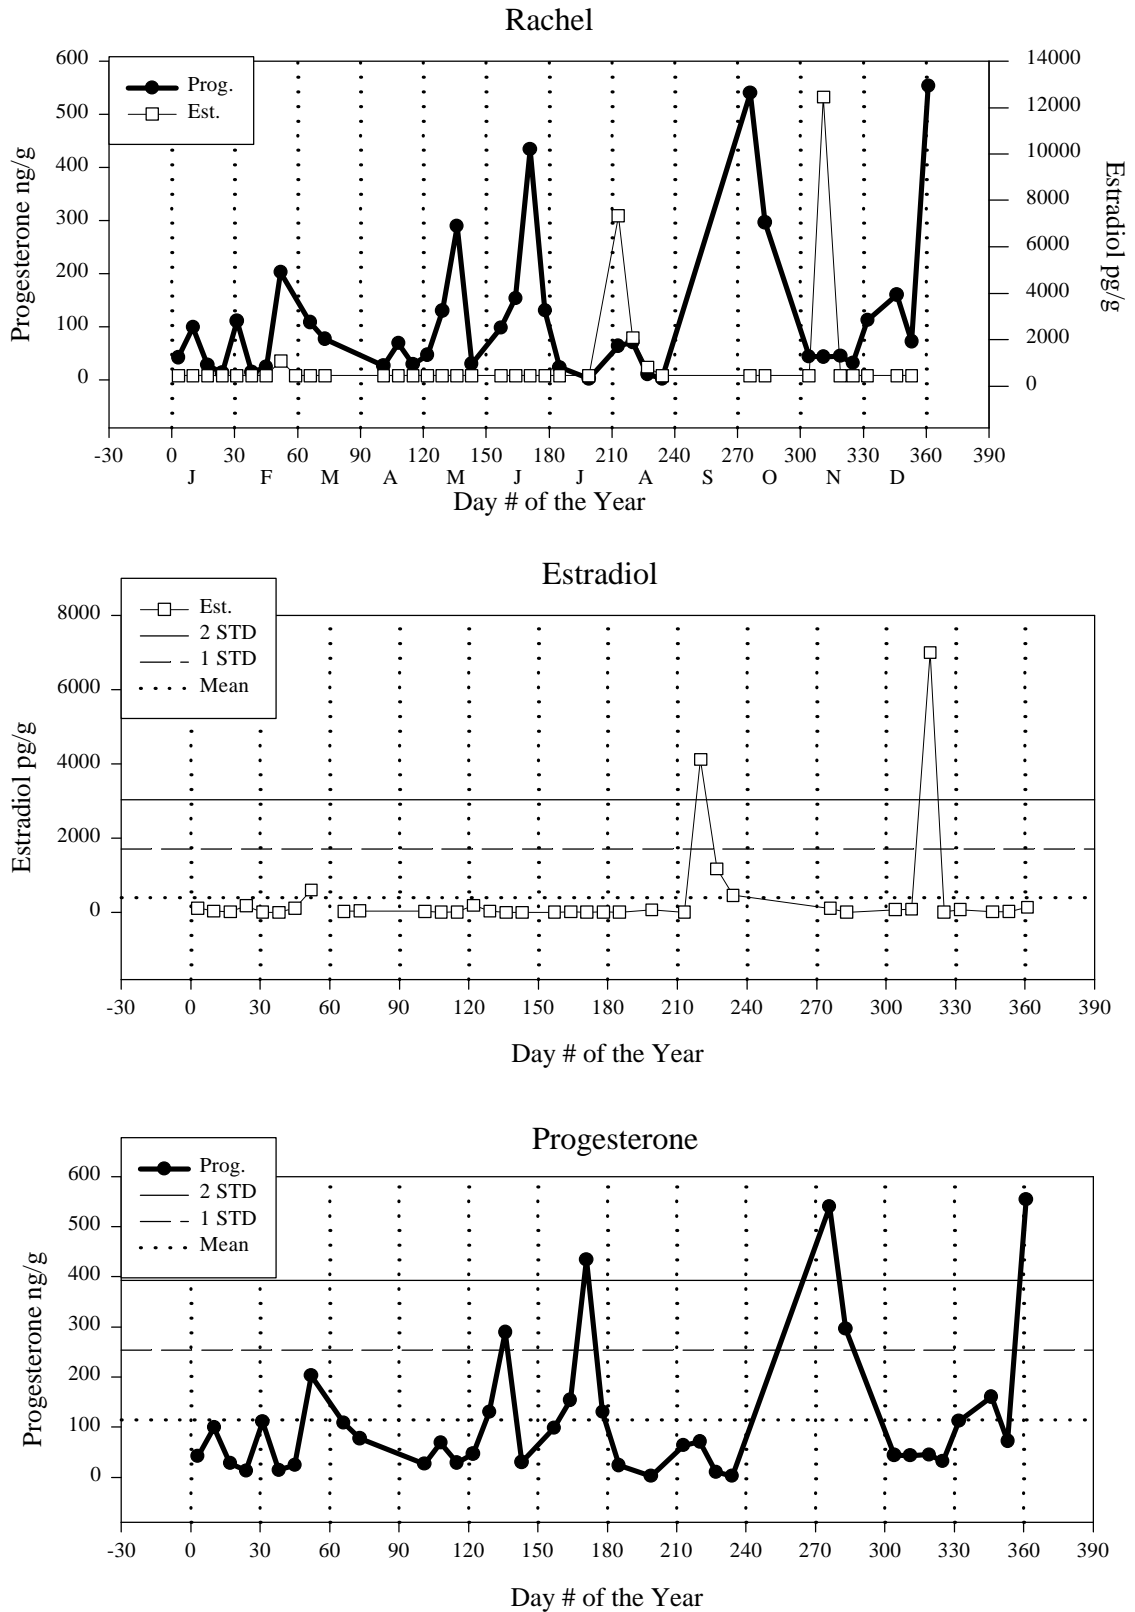 Rachel
600
500
400
300
200
100
0
Progesterone ng/g
Prog.
Est.
14000
12000
10000
8000
6000
4000
2000
0
Estradiol pg/g
-30 0 30 60 90 120 150 180 210 240 270 300 330 360 390
J F M A M J J A S O N D
Day # of the Year
Estradiol
8000
6000
4000
2000
0
Estradiol pg/g
Est.
2 STD
1 STD
Mean
-30 0 30 60 90 120 150 180 210 240 270 300 330 360 390
Day # of the Year
Progesterone
600
500
400
300
200
100
0
Progesterone ng/g
Prog.
2 STD
1 STD
Mean
-30 0 30 60 90 120 150 180 210 240 270 300 330 360 390
Day # of the Year